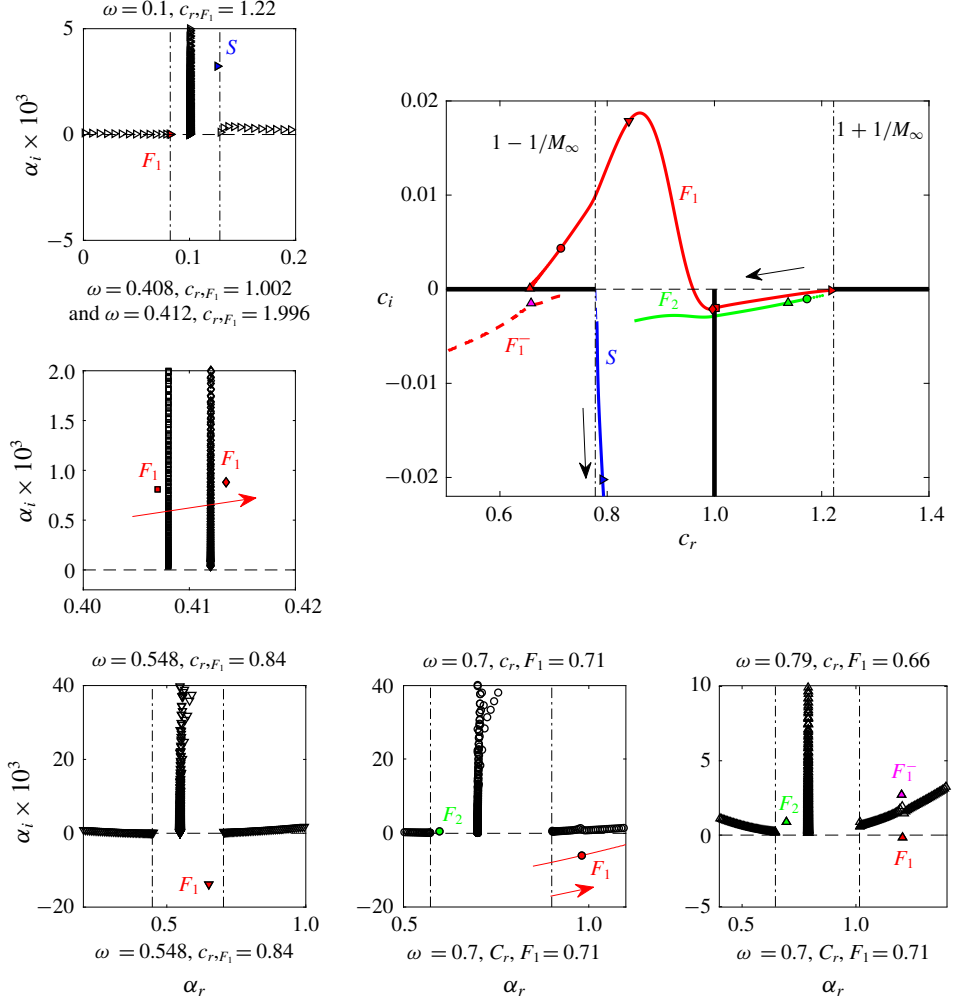 ω = 0.1, c_{r,F_1} = 1.22
5
0
−5
α_i × 10^3
S
F_1
0 0.1 0.2
ω = 0.408, c_{r,F_1} = 1.002
and ω = 0.412, c_{r,F_1} = 1.996
2.0
1.5
1.0
0.5
0
α_i × 10^3
F_1 F_1
0.40 0.41 0.42
0.02
0.01
0
−0.01
−0.02
c_i
1 − 1/M_∞
1 + 1/M_∞
F_1
F_2
F_1^−
S
0.6 0.8 1.0 1.2 1.4
c_r
ω = 0.548, c_{r,F_1} = 0.84
40
20
0
−20
α_i × 10^3
F_1
0.5 1.0
ω = 0.548, c_{r,F_1} = 0.84
α_r
ω = 0.7, c_r, F_1 = 0.71
40
20
0
−20
F_2
F_1
0.5 1.0
ω = 0.7, C_r, F_1 = 0.71
α_r
ω = 0.79, c_r, F_1 = 0.66
10
5
0
−5
F_1^−
F_2
F_1
0.5 1.0
ω = 0.7, C_r, F_1 = 0.71
α_r